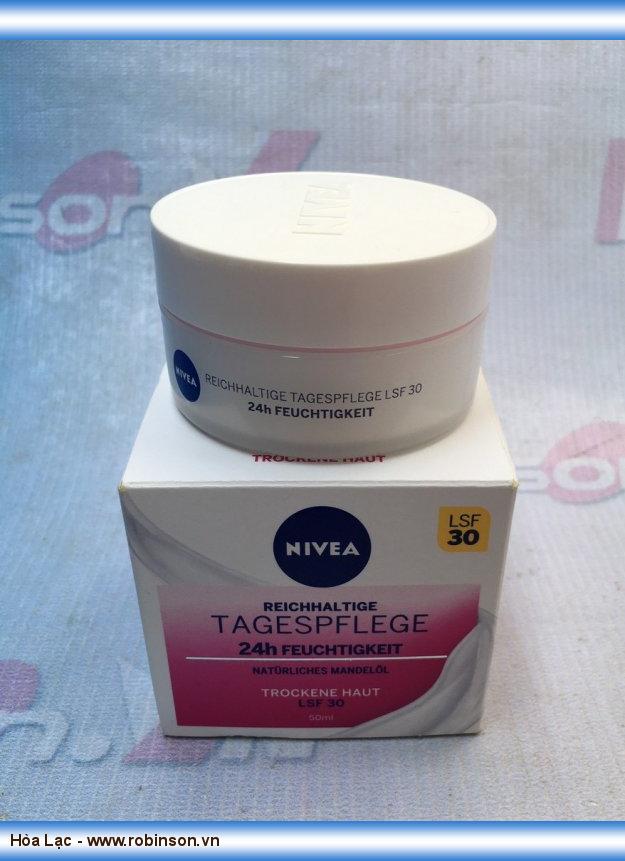 NIVEA
NIVEA
REICHHALTIGE TAGESPFLEGE LSF 30
24h FEUCHTIGKEIT
TROCKENE HAUT
NIVEA
LSF
30
REICHHALTIGE
TAGESPFLEGE
24h FEUCHTIGKEIT
NATÜRLICHES MANDELÖL
TROCKENE HAUT
LSF 30
50ml
Hòa Lạc - www.robinson.vn